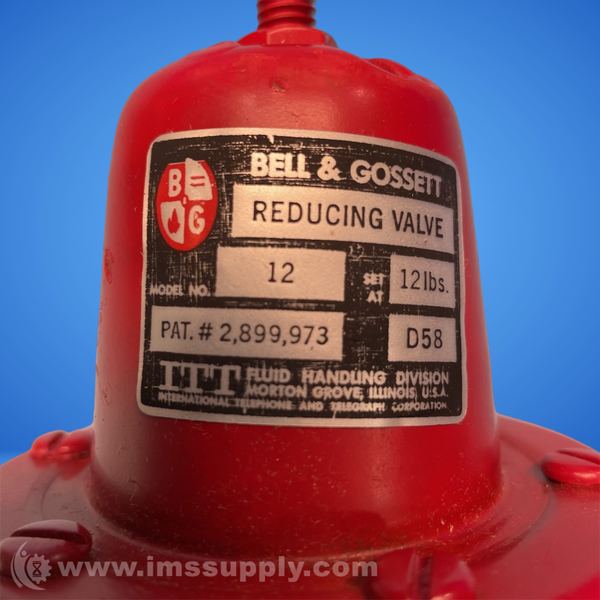 BELL & GOSSETT
B
G
REDUCING VALVE
MODEL NO. 12 SET AT 12 lbs.
PAT. # 2,899,973 D58
ITT FLUID HANDLING DIVISION
MORTON GROVE, ILLINOIS, U.S.A.
INTERNATIONAL TELEPHONE AND TELEGRAPH CORPORATION
www.imssupply.com